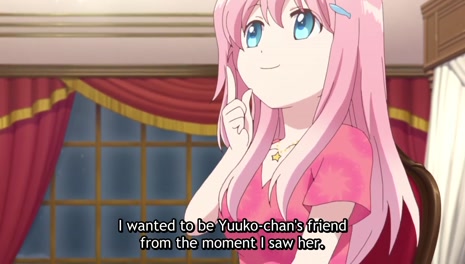 I wanted to be Yuuko-chan's friend
from the moment I saw her.